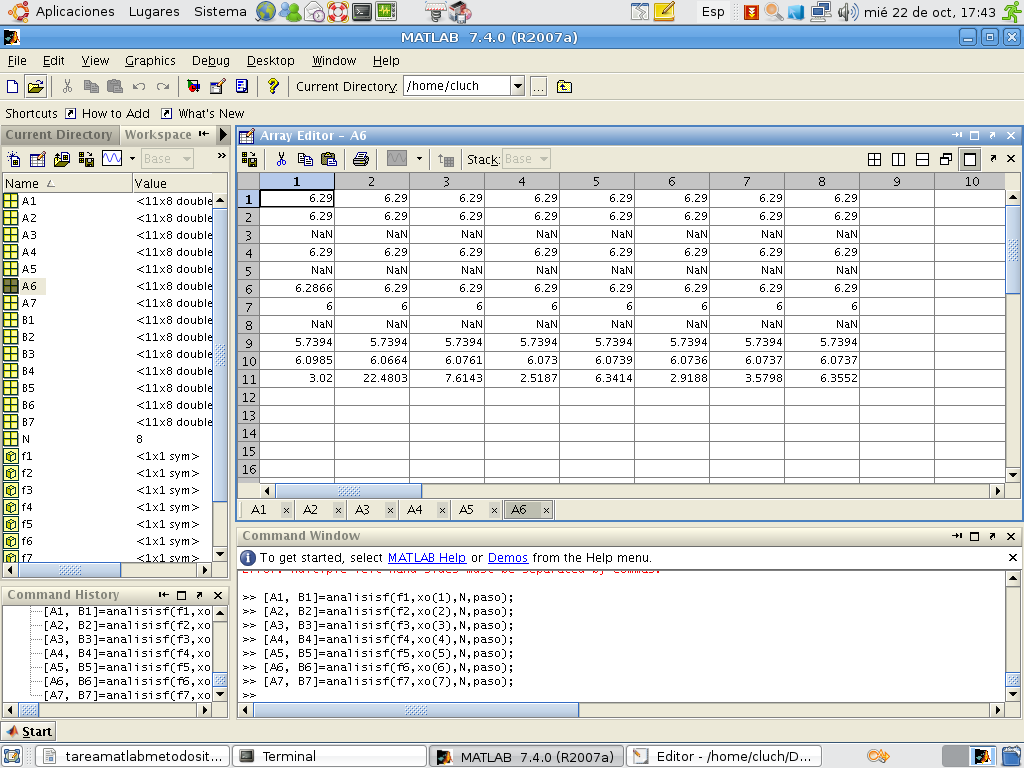 Aplicaciones Lugares Sistema Esp mié 22 de oct, 17:43
MATLAB 7.4.0 (R2007a)
File Edit View Graphics Debug Desktop Window Help
Current Directory: /home/cluch ...
Shortcuts How to Add What's New
Current Directory Workspace
Array Editor - A6
Base
Stack: Base
Name Value
A1 <11x8 double
A2 <11x8 double
A3 <11x8 double
A4 <11x8 double
A5 <11x8 double
A6 <11x8 double
A7 <11x8 double
B1 <11x8 double
B2 <11x8 double
B3 <11x8 double
B4 <11x8 double
B5 <11x8 double
B6 <11x8 double
B7 <11x8 double
N 8
f1 <1x1 sym>
f2 <1x1 sym>
f3 <1x1 sym>
f4 <1x1 sym>
f5 <1x1 sym>
f6 <1x1 sym>
f7 <1x1 sym>
1 2 3 4 5 6 7 8 9 10
1 6.29 6.29 6.29 6.29 6.29 6.29 6.29 6.29
2 6.29 6.29 6.29 6.29 6.29 6.29 6.29 6.29
3 NaN NaN NaN NaN NaN NaN NaN NaN
4 6.29 6.29 6.29 6.29 6.29 6.29 6.29 6.29
5 NaN NaN NaN NaN NaN NaN NaN NaN
6 6.2866 6.29 6.29 6.29 6.29 6.29 6.29 6.29
7 6 6 6 6 6 6 6 6
8 NaN NaN NaN NaN NaN NaN NaN NaN
9 5.7394 5.7394 5.7394 5.7394 5.7394 5.7394 5.7394 5.7394
10 6.0985 6.0664 6.0761 6.073 6.0739 6.0736 6.0737 6.0737
11 3.02 22.4803 7.6143 2.5187 6.3414 2.9188 3.5798 6.3552
12
13
14
15
16
A1 A2 A3 A4 A5 A6
Command Window
To get started, select MATLAB Help or Demos from the Help menu.
Error: Multiple left-hand sides must be separated by commas.
>> [A1, B1]=analisisf(f1,xo(1),N,paso);
>> [A2, B2]=analisisf(f2,xo(2),N,paso);
>> [A3, B3]=analisisf(f3,xo(3),N,paso);
>> [A4, B4]=analisisf(f4,xo(4),N,paso);
>> [A5, B5]=analisisf(f5,xo(5),N,paso);
>> [A6, B6]=analisisf(f6,xo(6),N,paso);
>> [A7, B7]=analisisf(f7,xo(7),N,paso);
>>
Command History
[A1, B1]=analisisf(f1,xo
[A2, B2]=analisisf(f2,xo
[A3, B3]=analisisf(f3,xo
[A4, B4]=analisisf(f4,xo
[A5, B5]=analisisf(f5,xo
[A6, B6]=analisisf(f6,xo
[A7, B7]=analisisf(f7,xo
Start
tareamatlabmetodosit... Terminal MATLAB 7.4.0 (R2007a) Editor - /home/cluch/D...